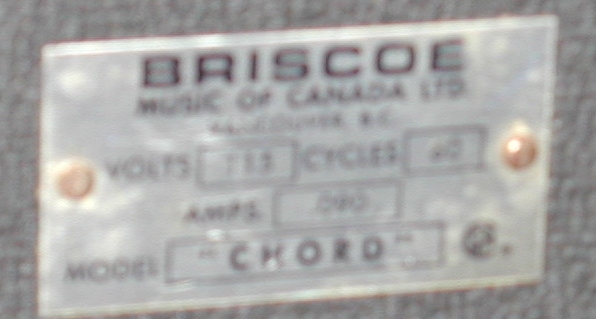 BRISCOE
MUSIC OF CANADA LTD.
VANCOUVER B.C.
VOLTS 115 CYCLES 60
AMPS.
MODEL "CHORD"